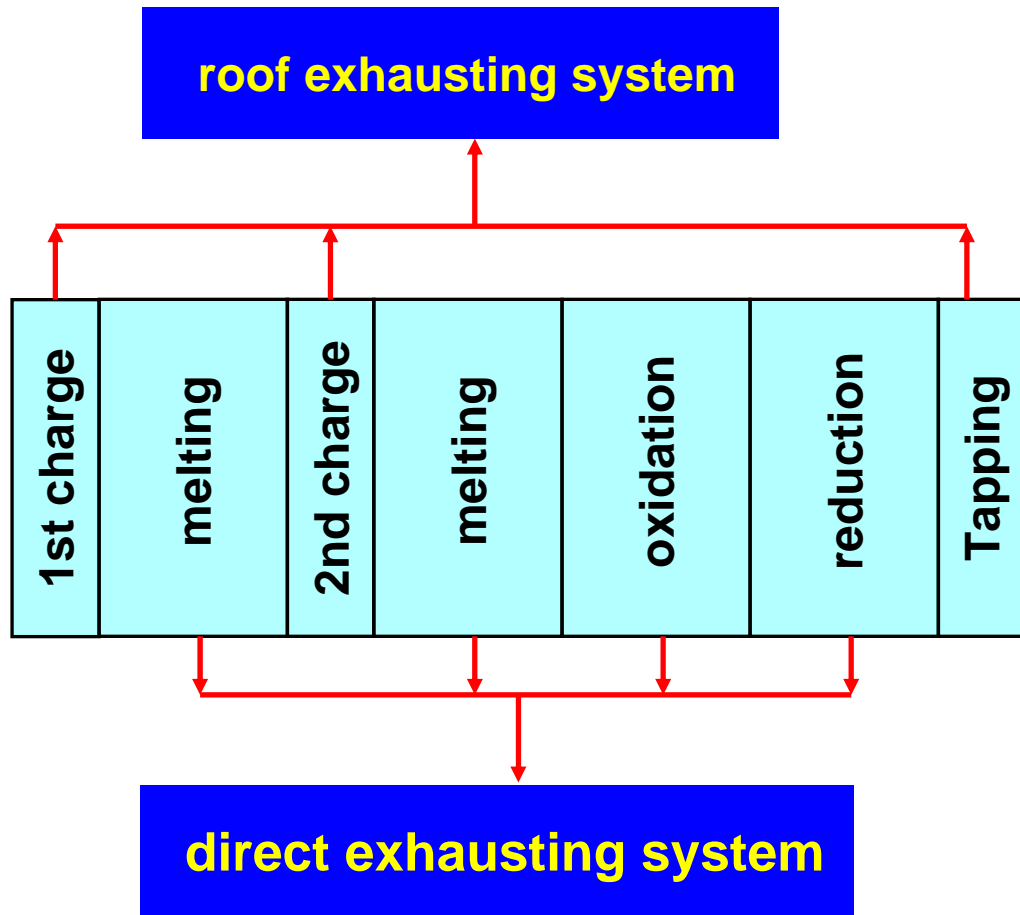 roof exhausting system
1st charge
melting
2nd charge
melting
oxidation
reduction
Tapping
direct exhausting system